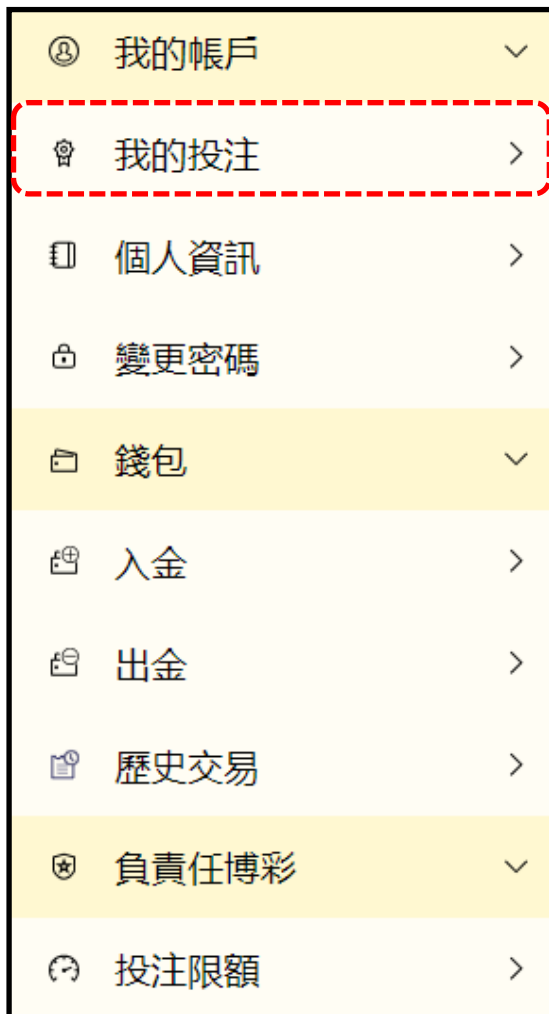 我的帳戶
我的投注
個人資訊
變更密碼
錢包
入金
出金
歷史交易
負責任博彩
投注限額